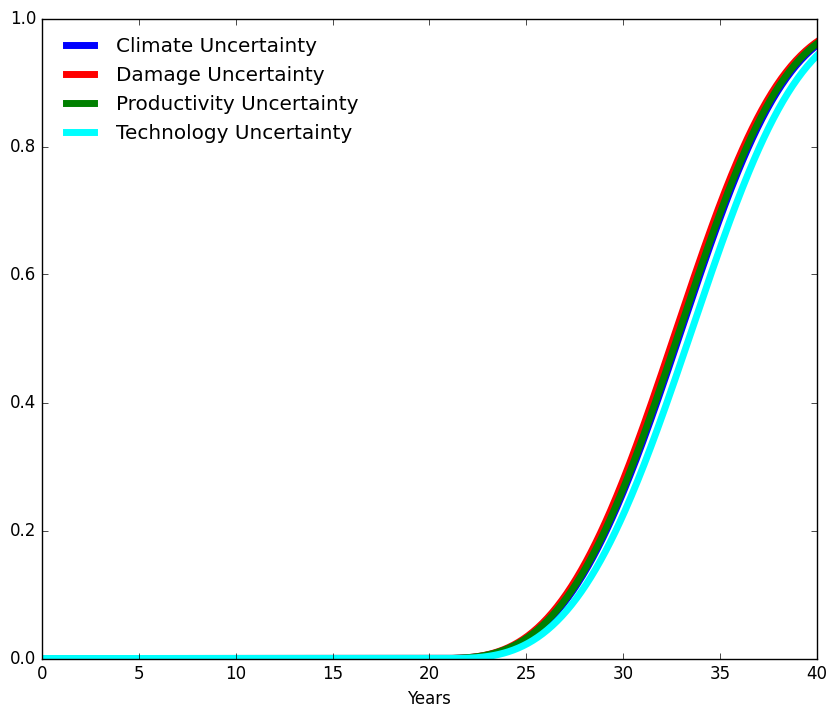 1.0
Climate Uncertainty
Damage Uncertainty
Productivity Uncertainty
Technology Uncertainty
0.8
0.6
0.4
0.2
0.0
0 5 10 15 20 25 30 35 40
Years